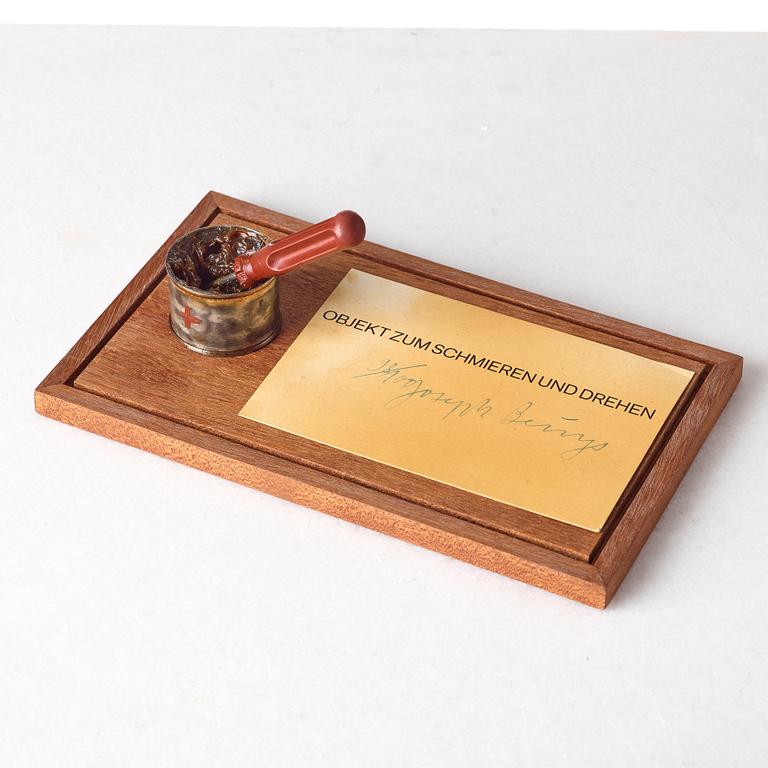 OBJEKT ZUM SCHMIEREN UND DREHEN
Joseph Beuys